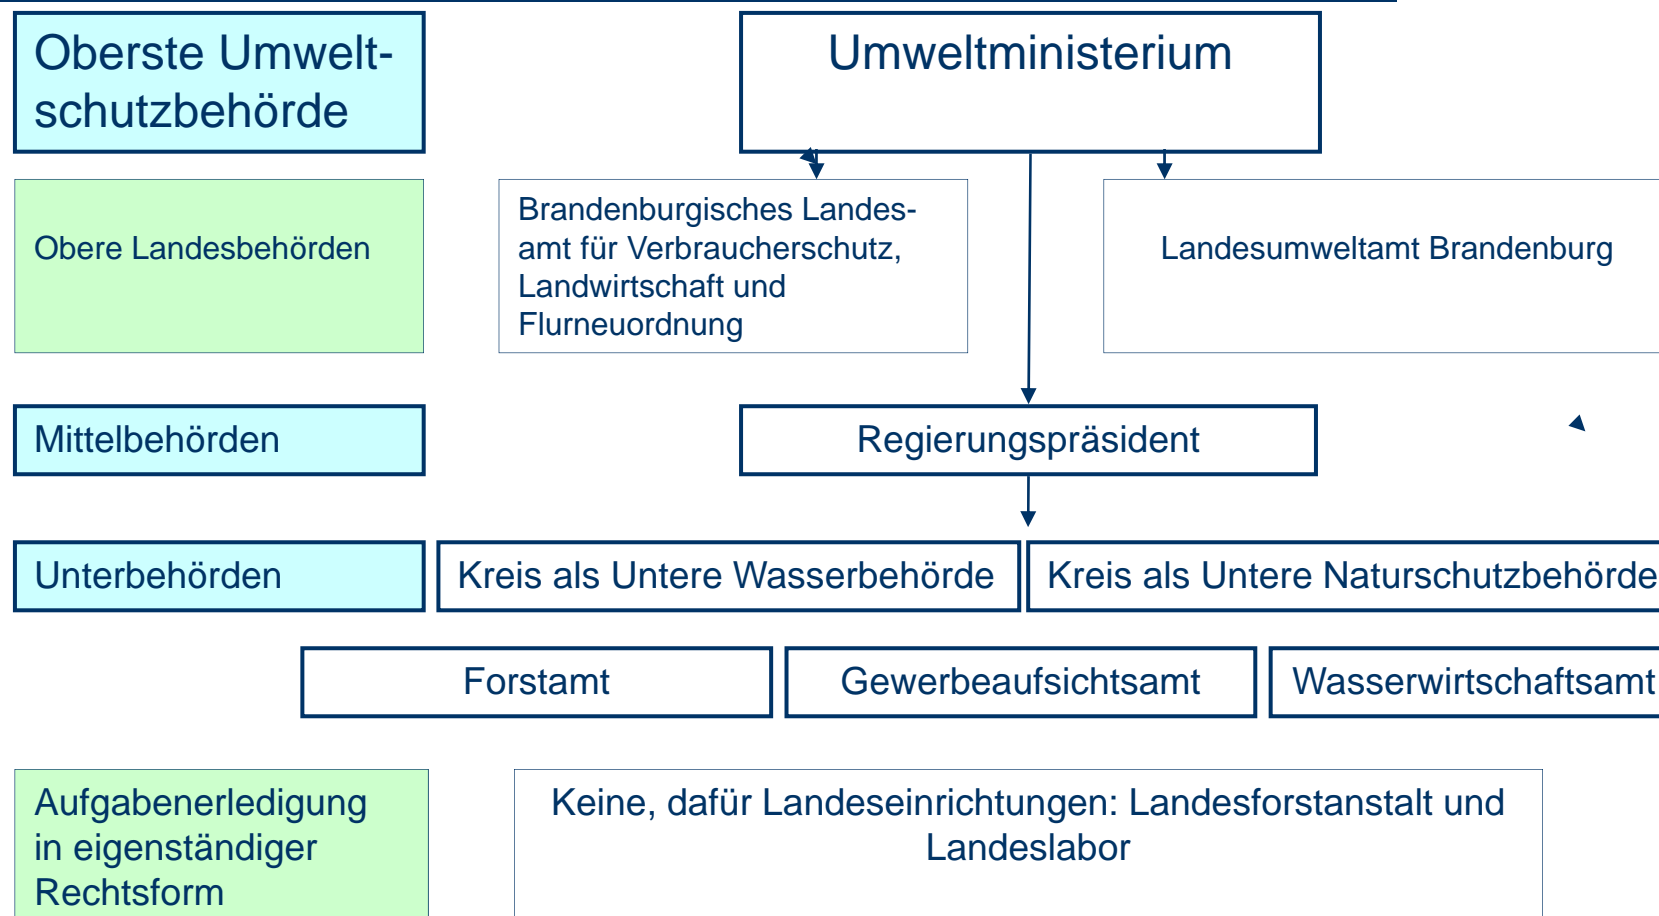 Oberste Umwelt-
schutzbehörde
Umweltministerium
Obere Landesbehörden
Brandenburgisches Landes-
amt für Verbraucherschutz,
Landwirtschaft und
Flurneuordnung
Landesumweltamt Brandenburg
Mittelbehörden
Regierungspräsident
Unterbehörden
Kreis als Untere Wasserbehörde
Kreis als Untere Naturschutzbehörde
Forstamt
Gewerbeaufsichtsamt
Wasserwirtschaftsamt
Aufgabenerledigung
in eigenständiger
Rechtsform
Keine, dafür Landeseinrichtungen: Landesforstanstalt und
Landeslabor